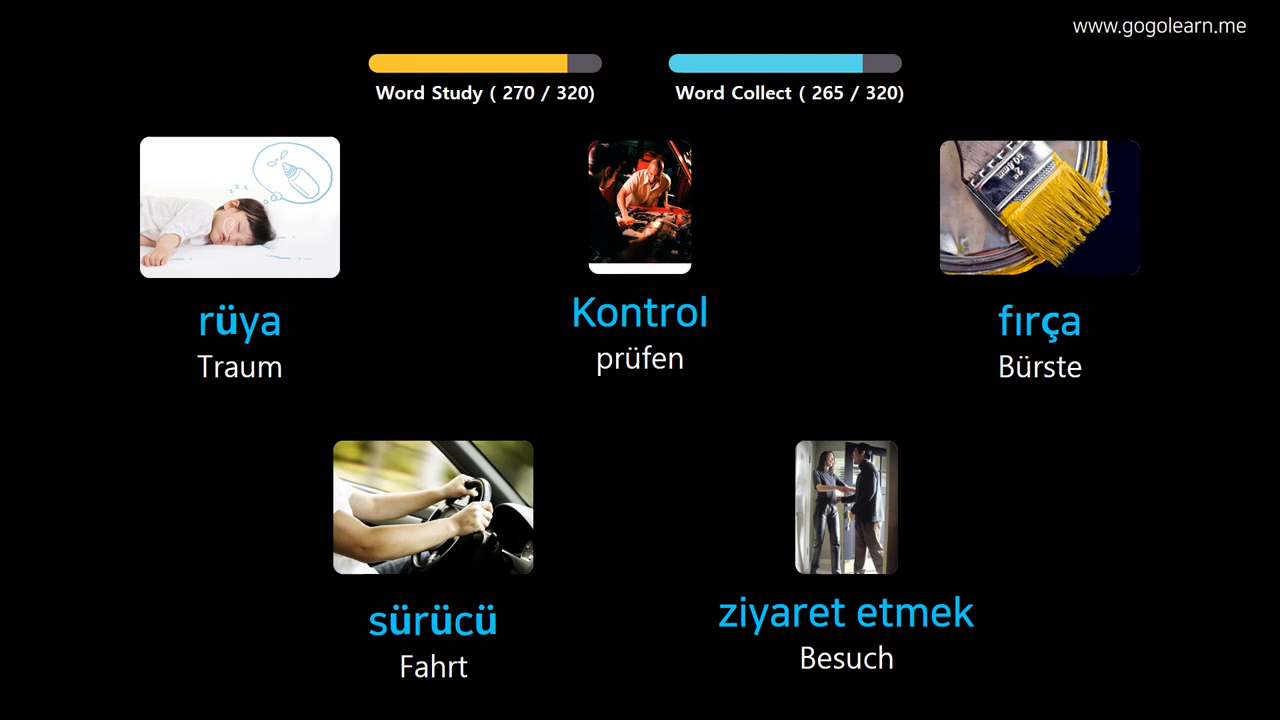 www.gogolearn.me
Word Study ( 270 / 320)
Word Collect ( 265 / 320)
rüya
Traum
Kontrol
prüfen
fırça
Bürste
sürücü
Fahrt
ziyaret etmek
Besuch